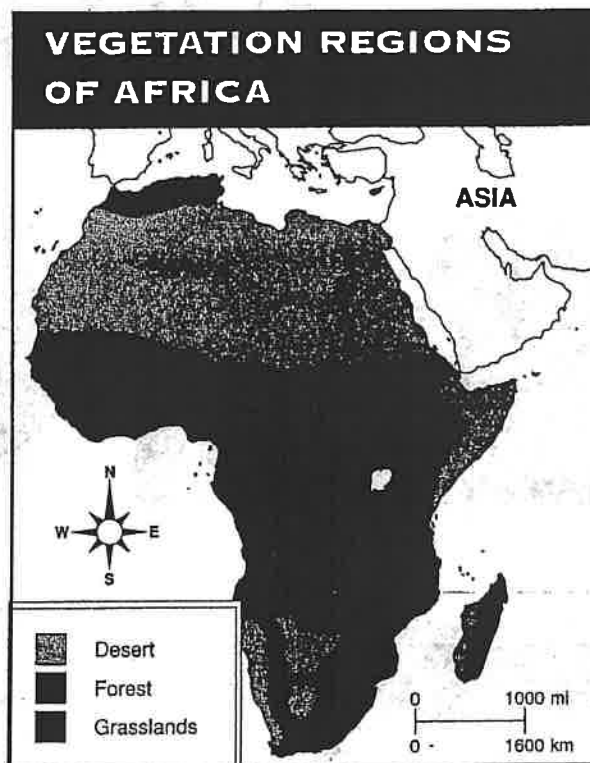 VEGETATION REGIONS
OF AFRICA
ASIA
N
W E
S
Desert
Forest
Grasslands
0 1000 mi
0 - 1600 km